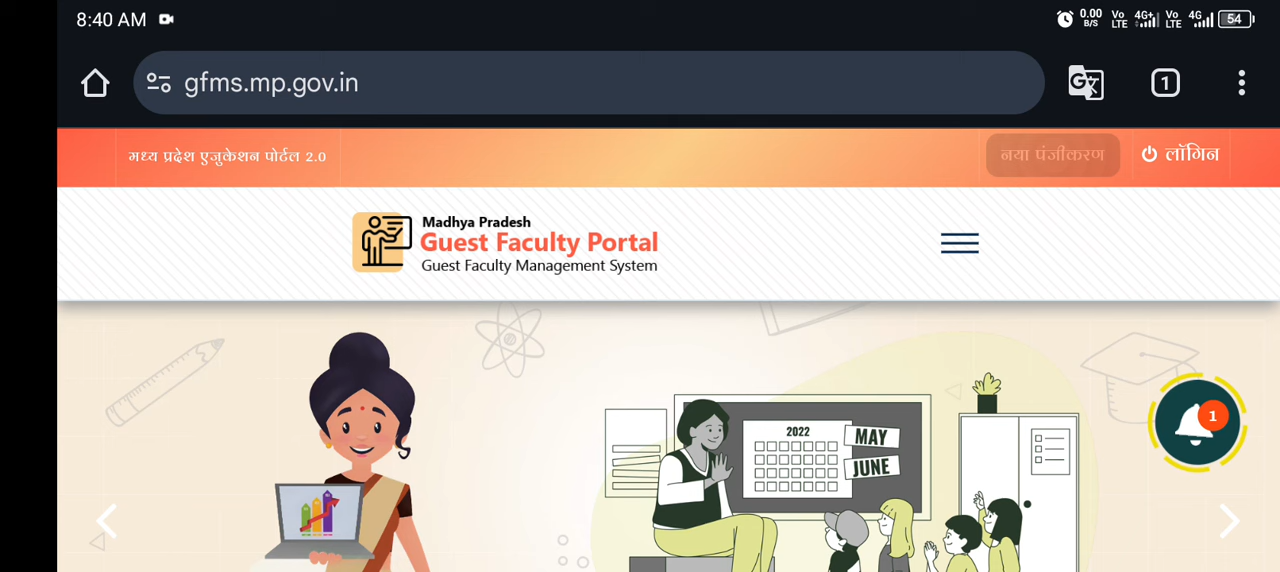 8:40 AM
0.00
B/S
Vo
LTE
4G+
Vo
LTE
4G
54
gfms.mp.gov.in
1
मध्य प्रदेश एजुकेशन पोर्टल 2.0
नया पंजीकरण
लॉगिन
Madhya Pradesh
Guest Faculty Portal
Guest Faculty Management System
2022
MAY
JUNE
1